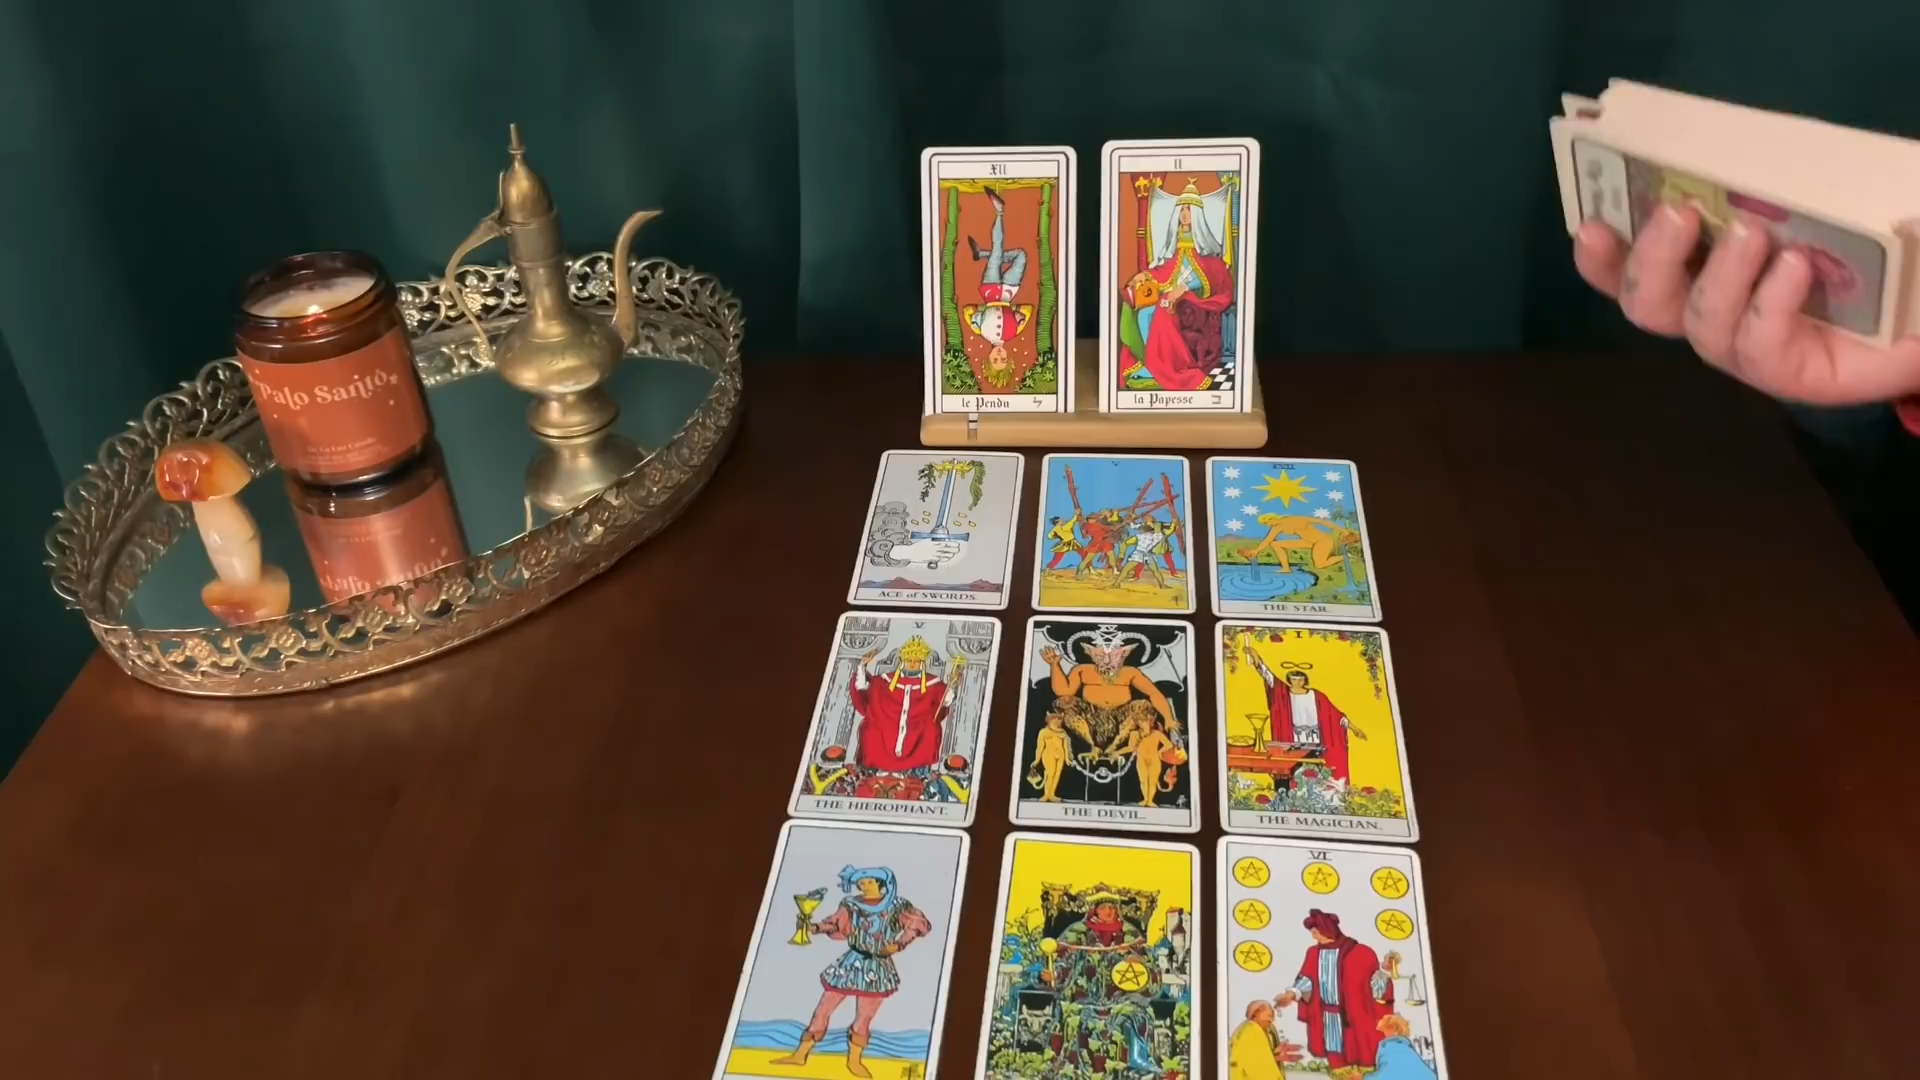 XII
le Pendu
II
la Papesse
Palo Santo
ACE of SWORDS.
V
THE STAR.
V
THE HIEROPHANT.
XV
THE DEVIL.
I
THE MAGICIAN.
VI